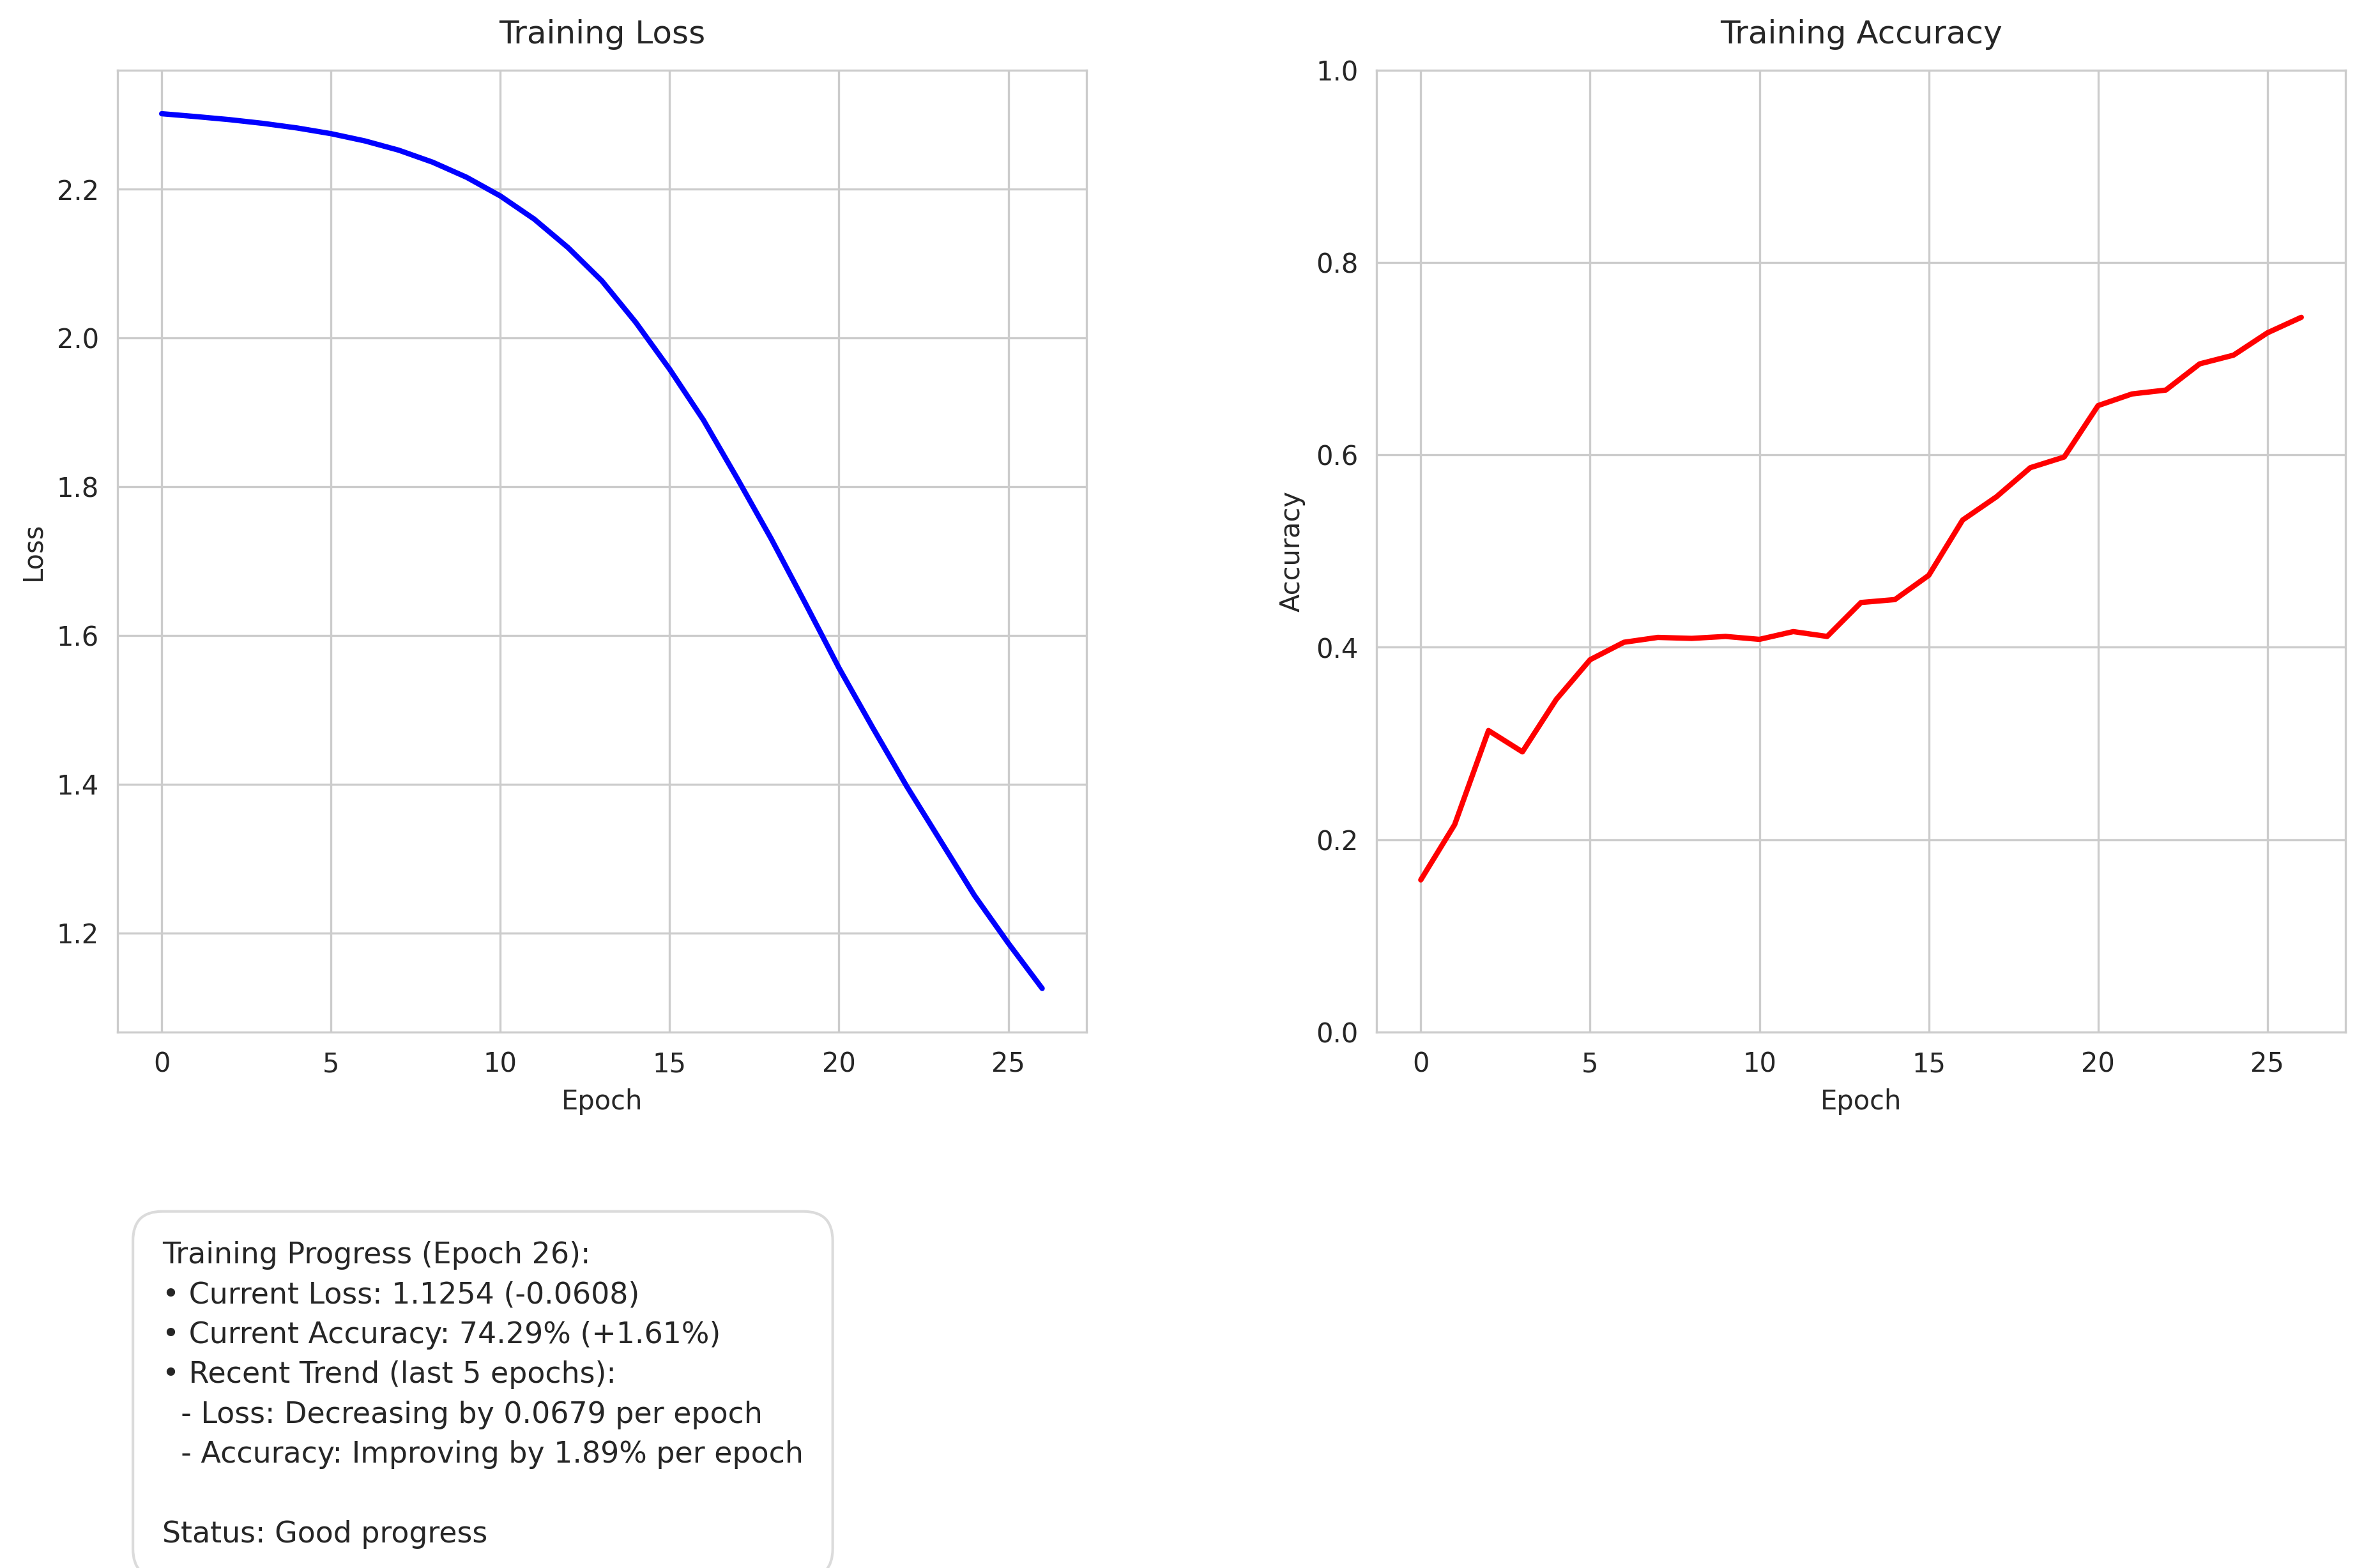 Training Loss
Loss
2.2
2.0
1.8
1.6
1.4
1.2
0 5 10 15 20 25
Epoch
Training Accuracy
Accuracy
1.0
0.8
0.6
0.4
0.2
0.0
0 5 10 15 20 25
Epoch
Training Progress (Epoch 26):
• Current Loss: 1.1254 (-0.0608)
• Current Accuracy: 74.29% (+1.61%)
• Recent Trend (last 5 epochs):
- Loss: Decreasing by 0.0679 per epoch
- Accuracy: Improving by 1.89% per epoch
Status: Good progress